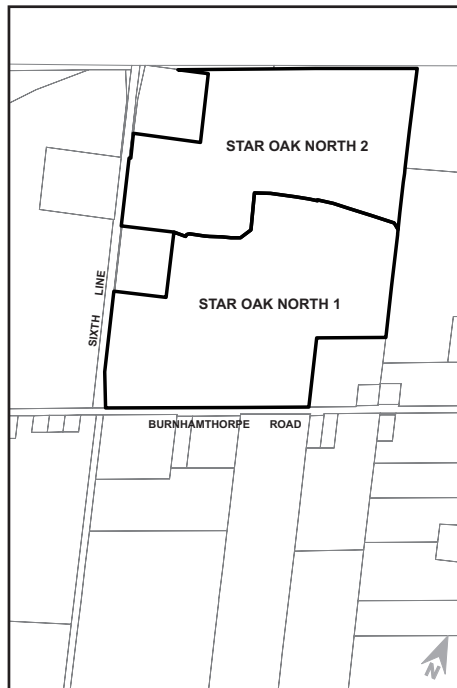 STAR OAK NORTH 2
STAR OAK NORTH 1
SIXTH LINE
BURNHAMTHORPE ROAD
N